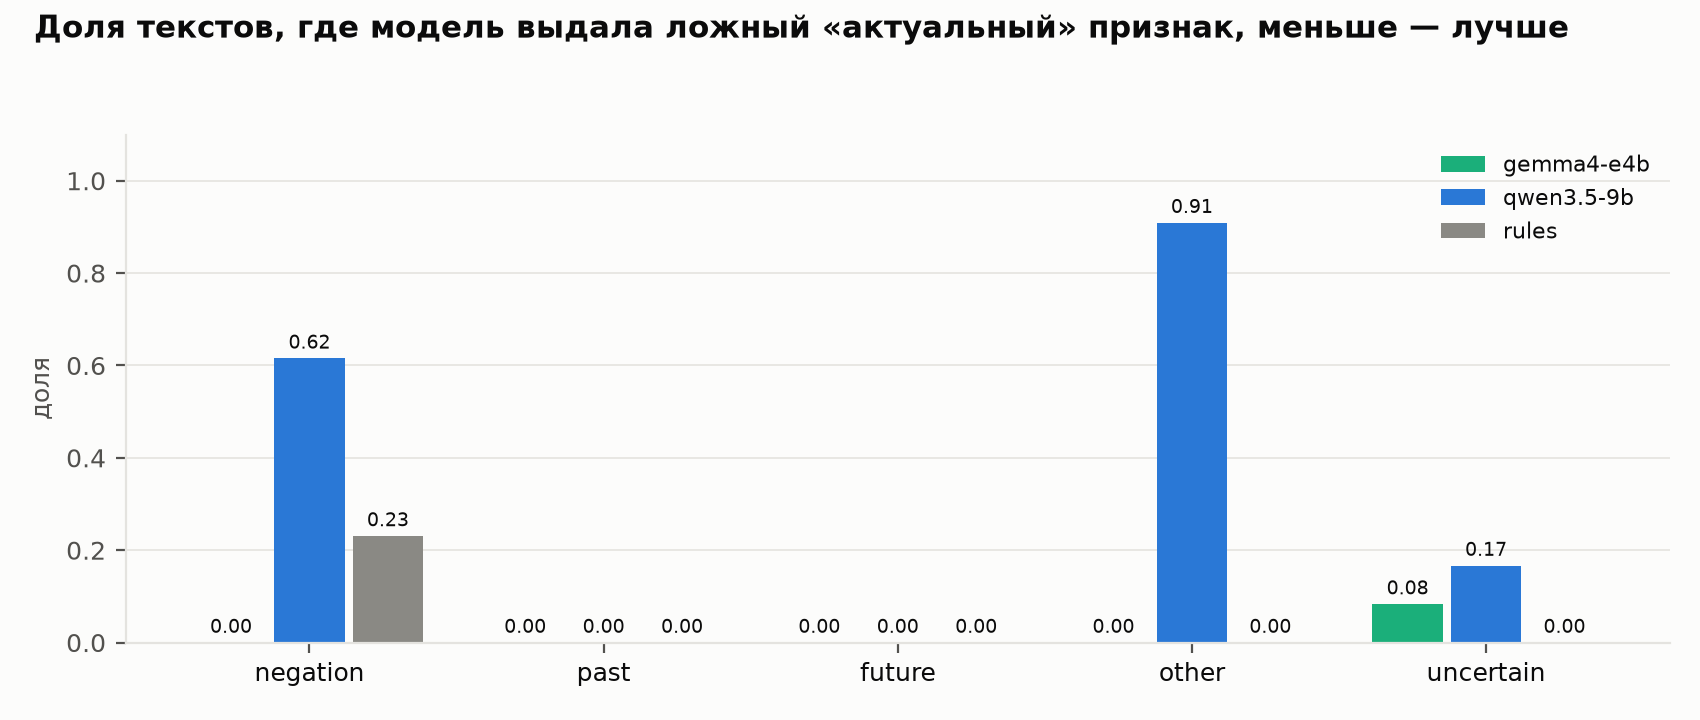 Доля текстов, где модель выдала ложный «актуальный» признак, меньше — лучше
gemma4-e4b
qwen3.5-9b
rules
доля
1.0
0.8
0.6
0.4
0.2
0.0
0.00
0.62
0.23
0.00
0.00
0.00
0.00
0.00
0.00
0.00
0.91
0.00
0.08
0.17
0.00
negation
past
future
other
uncertain